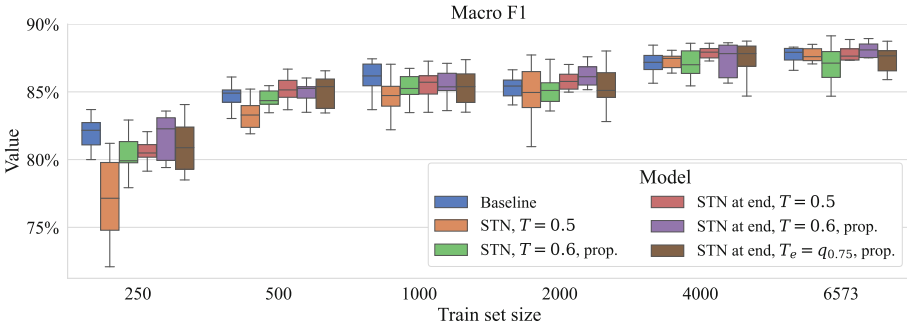 Macro F1
90%
85%
80%
75%
Value
Model
Baseline
STN, T = 0.5
STN, T = 0.6, prop.
STN at end, T = 0.5
STN at end, T = 0.6, prop.
STN at end, Tₑ = q₀.₇₅, prop.
250 500 1000 2000 4000 6573
Train set size